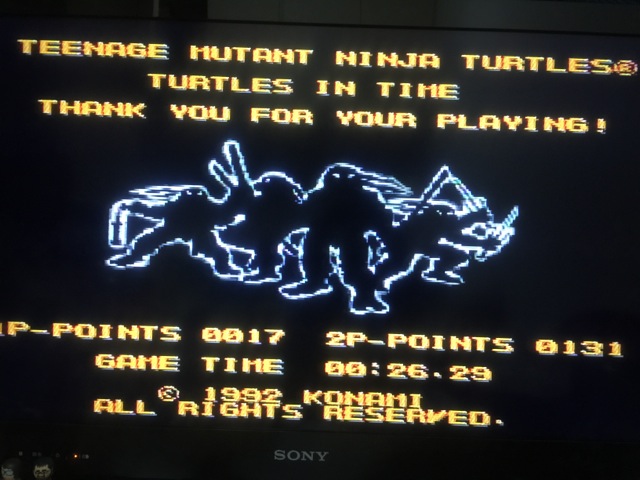 TEENAGE MUTANT NINJA TURTLES®
TURTLES IN TIME
THANK YOU FOR YOUR PLAYING!
1P-POINTS 0017 2P-POINTS 0131
GAME TIME 00:26.29
© 1992 KONAMI
ALL RIGHTS RESERVED.
SONY